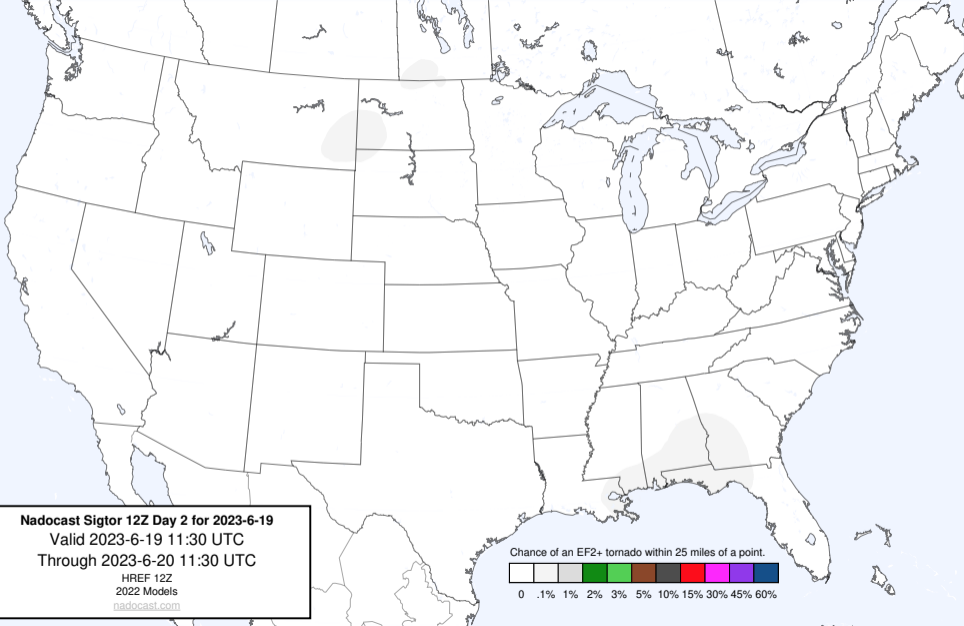 Nadocast Sigtor 12Z Day 2 for 2023-6-19
Valid 2023-6-19 11:30 UTC
Through 2023-6-20 11:30 UTC
HREF 12Z
2022 Models
nadocast.com
Chance of an EF2+ tornado within 25 miles of a point.
0 .1% 1% 2% 3% 5% 10% 15% 30% 45% 60%